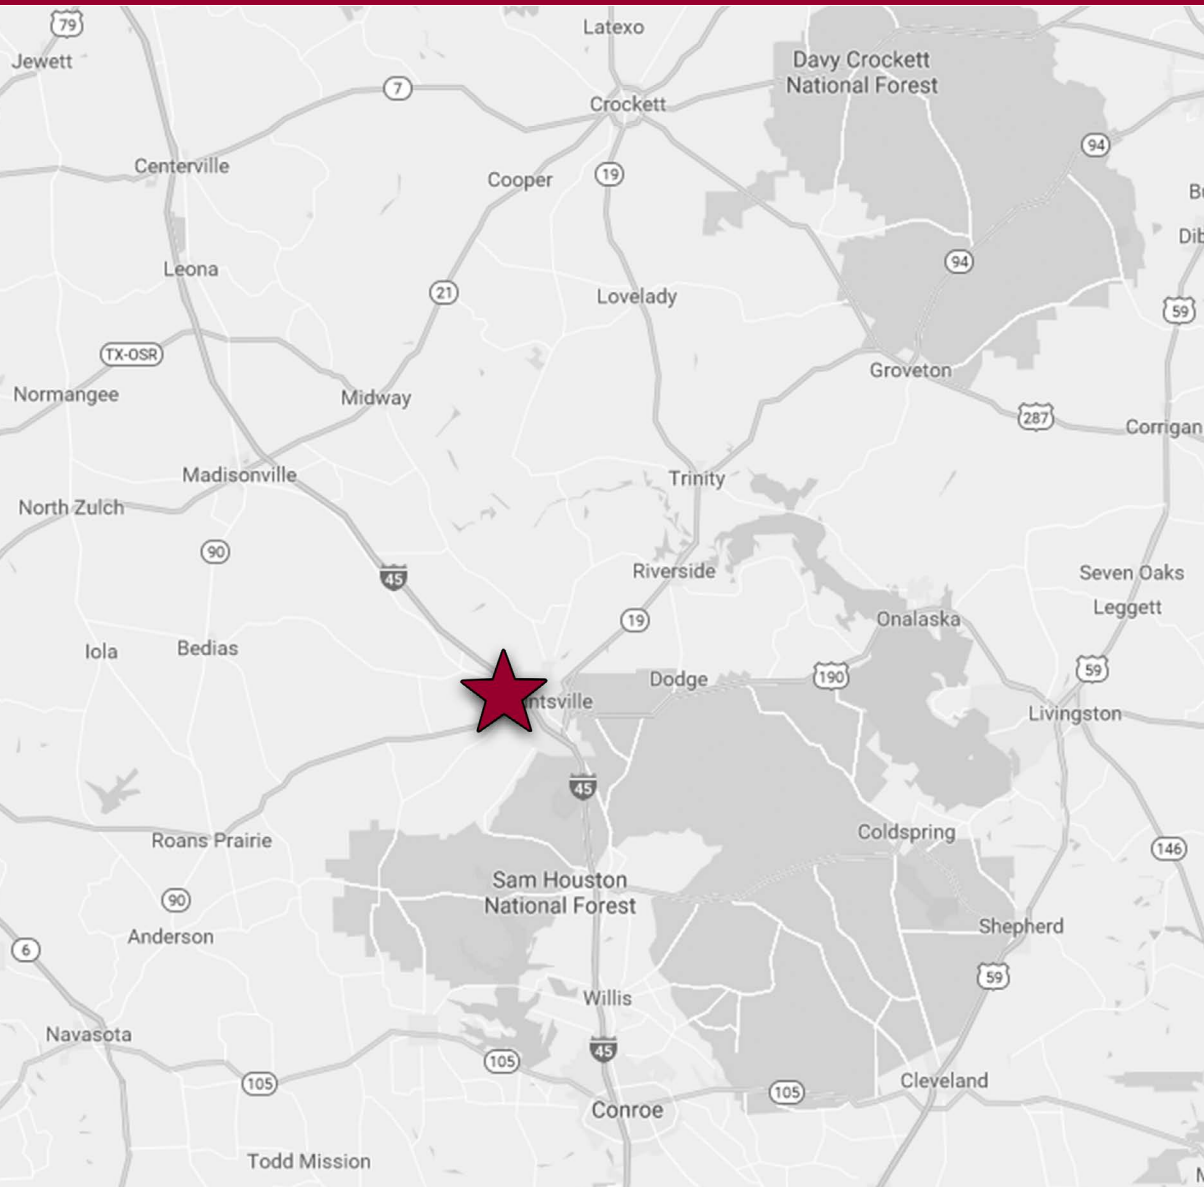 79
Latexo
Jewett
Davy Crockett
National Forest
7
Crockett
94
Centerville
19
Cooper
Dib
94
Leona
21
Lovelady
59
TX-OSR
Groveton
Normangee
Midway
287
Corrigan
Madisonville
Trinity
North Zulch
90
Riverside
Seven Oaks
45
Leggett
19
Onalaska
Iola
Bedias
59
Dodge
190
ntsville
Livingston
45
Coldspring
Roans Prairie
146
Sam Houston
National Forest
90
Shepherd
Anderson
6
59
Willis
Navasota
45
105
105
Cleveland
105
Conroe
Todd Mission